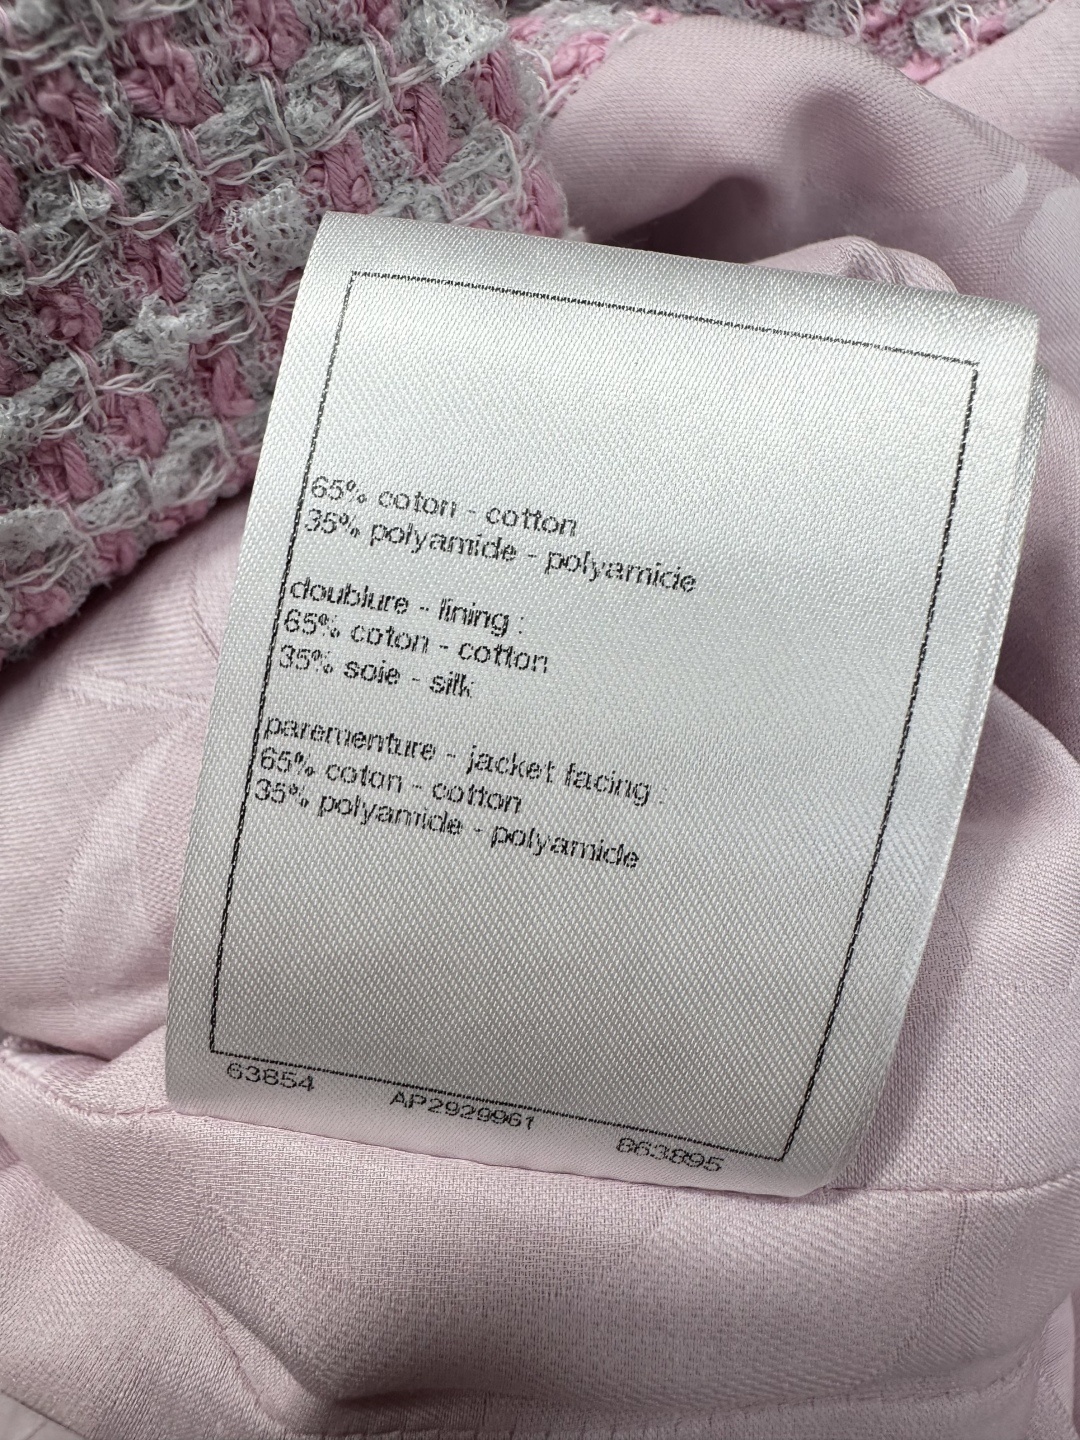 65% coton - cotton
35% polyamide - polyamide
doublure - lining :
65% coton - cotton
35% soie - silk
parementure - jacket facing :
65% coton - cotton
35% polyamide - polyamide
63854 AP2929961 863895